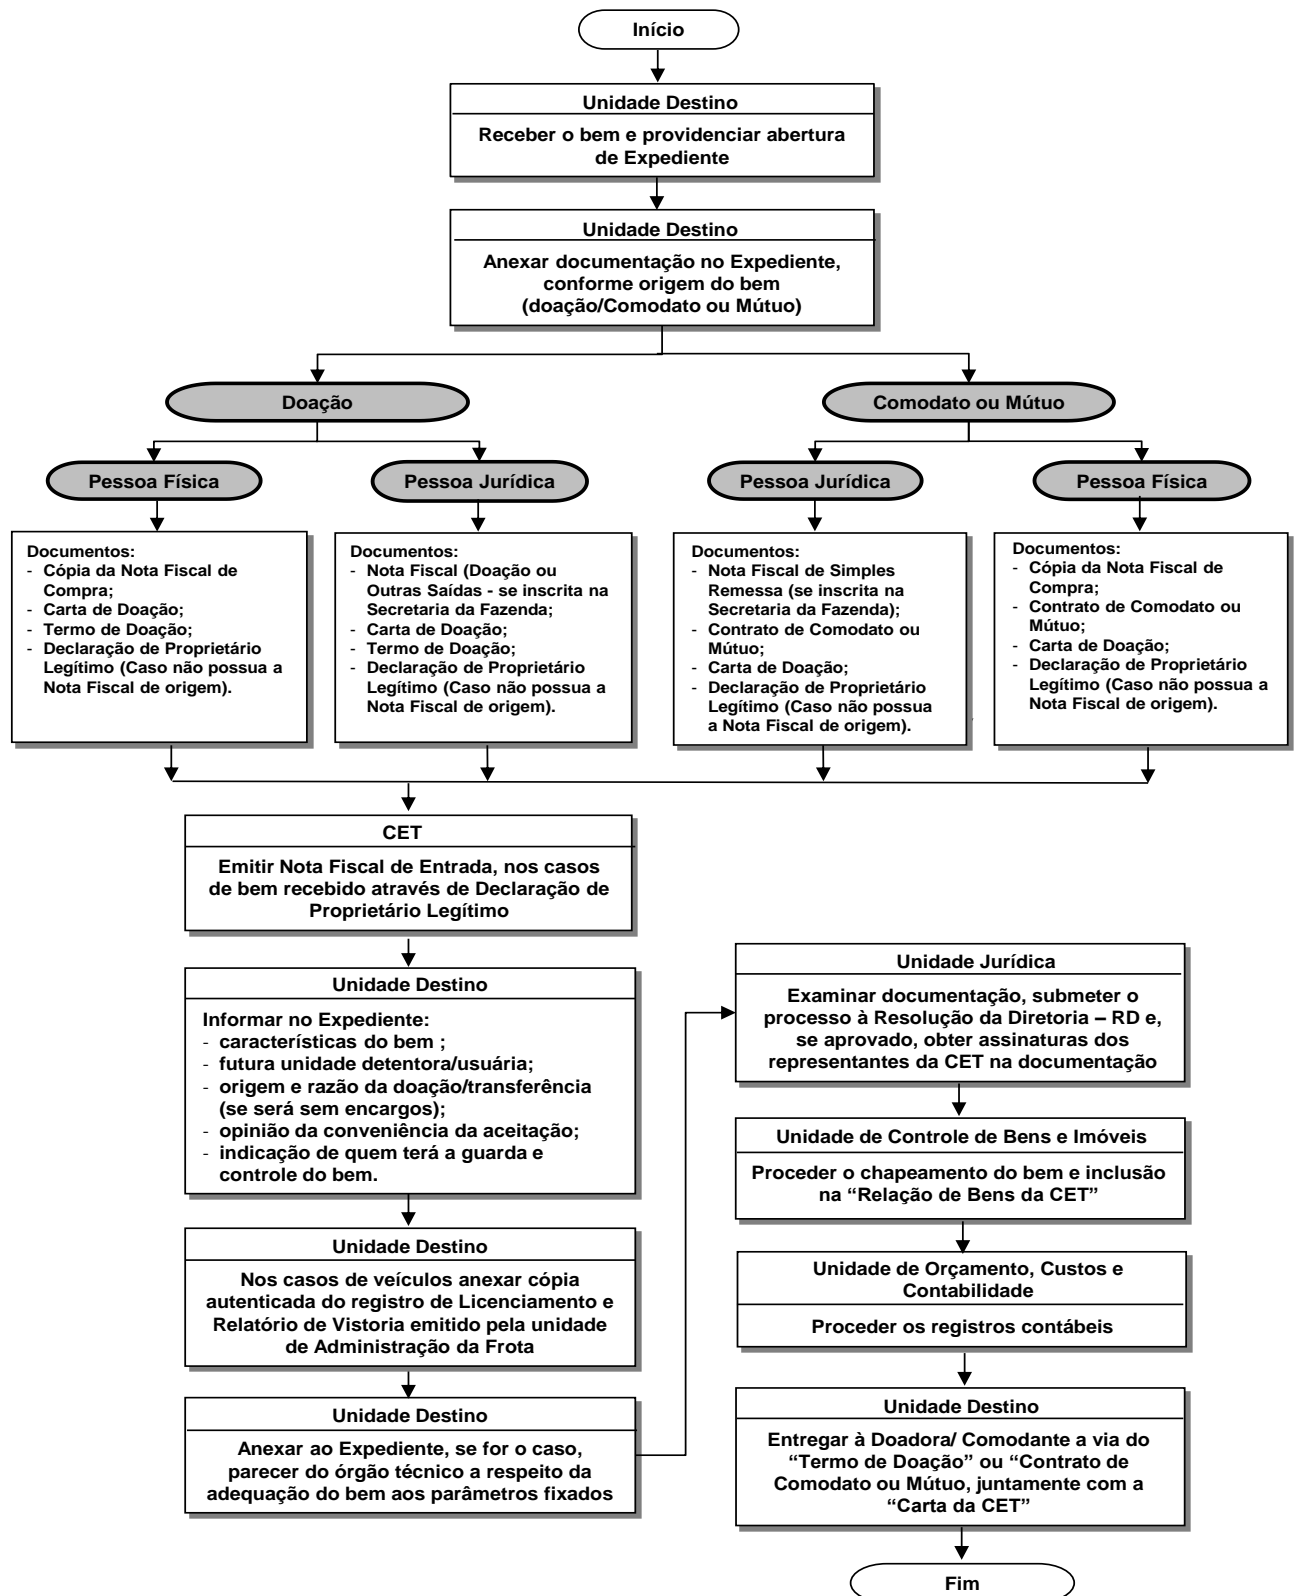 Início
Unidade Destino
Receber o bem e providenciar abertura
de Expediente
Unidade Destino
Anexar documentação no Expediente,
conforme origem do bem
(doação/Comodato ou Mútuo)
Doação
Comodato ou Mútuo
Pessoa Física
Pessoa Jurídica
Pessoa Jurídica
Pessoa Física
Documentos:
- Cópia da Nota Fiscal de
Compra;
- Carta de Doação;
- Termo de Doação;
- Declaração de Proprietário
Legítimo (Caso não possua a
Nota Fiscal de origem).
Documentos:
- Nota Fiscal (Doação ou
Outras Saídas - se inscrita na
Secretaria da Fazenda;
- Carta de Doação;
- Termo de Doação;
- Declaração de Proprietário
Legítimo (Caso não possua a
Nota Fiscal de origem).
Documentos:
- Nota Fiscal de Simples
Remessa (se inscrita na
Secretaria da Fazenda);
- Contrato de Comodato ou
Mútuo;
- Carta de Doação;
- Declaração de Proprietário
Legítimo (Caso não possua
a Nota Fiscal de origem).
Documentos:
- Cópia da Nota Fiscal de
Compra;
- Contrato de Comodato ou
Mútuo;
- Carta de Doação;
- Declaração de Proprietário
Legítimo (Caso não possua a
Nota Fiscal de origem).
CET
Emitir Nota Fiscal de Entrada, nos casos
de bem recebido através de Declaração de
Proprietário Legítimo
Unidade Destino
Informar no Expediente:
- características do bem ;
- futura unidade detentora/usuária;
- origem e razão da doação/transferência
(se será sem encargos);
- opinião da conveniência da aceitação;
- indicação de quem terá a guarda e
controle do bem.
Unidade Destino
Nos casos de veículos anexar cópia
autenticada do registro de Licenciamento e
Relatório de Vistoria emitido pela unidade
de Administração da Frota
Unidade Destino
Anexar ao Expediente, se for o caso,
parecer do órgão técnico a respeito da
adequação do bem aos parâmetros fixados
Unidade Jurídica
Examinar documentação, submeter o
processo à Resolução da Diretoria – RD e,
se aprovado, obter assinaturas dos
representantes da CET na documentação
Unidade de Controle de Bens e Imóveis
Proceder o chapeamento do bem e inclusão
na “Relação de Bens da CET”
Unidade de Orçamento, Custos e
Contabilidade
Proceder os registros contábeis
Unidade Destino
Entregar à Doadora/ Comodante a via do
“Termo de Doação” ou “Contrato de
Comodato ou Mútuo, juntamente com a
“Carta da CET”
Fim